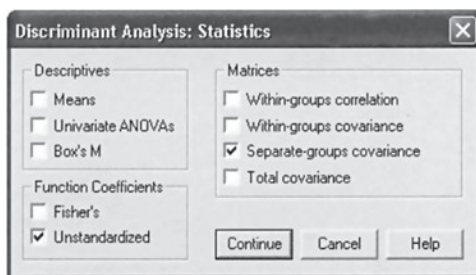 Discriminant Analysis: Statistics
Descriptives
Means
Univariate ANOVAs
Box's M
Function Coefficients
Fisher's
Unstandardized
Matrices
Within-groups correlation
Within-groups covariance
Separate-groups covariance
Total covariance
Continue
Cancel
Help